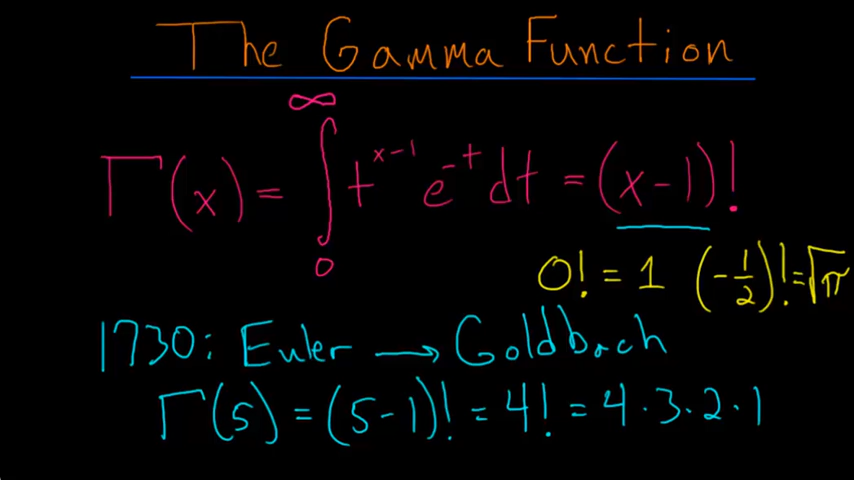 The Gamma Function
Γ(x) = ∫₀^∞ t^(x-1) e^(-t) dt = (x-1)!
0! = 1 (-1/2)! = √π
1730: Euler → Goldbach
Γ(5) = (5-1)! = 4! = 4·3·2·1